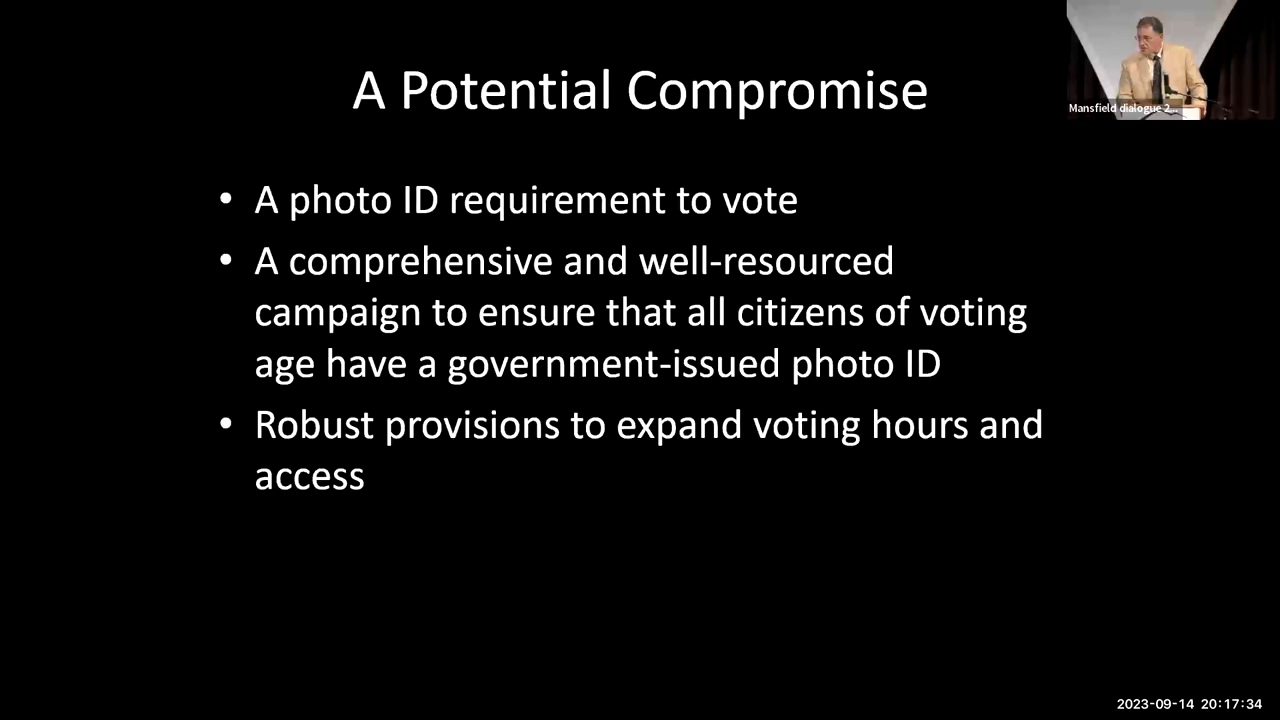 A Potential Compromise
Mansfield dialogue 2...
• A photo ID requirement to vote
• A comprehensive and well-resourced
campaign to ensure that all citizens of voting
age have a government-issued photo ID
• Robust provisions to expand voting hours and
access
2023-09-14 20:17:34